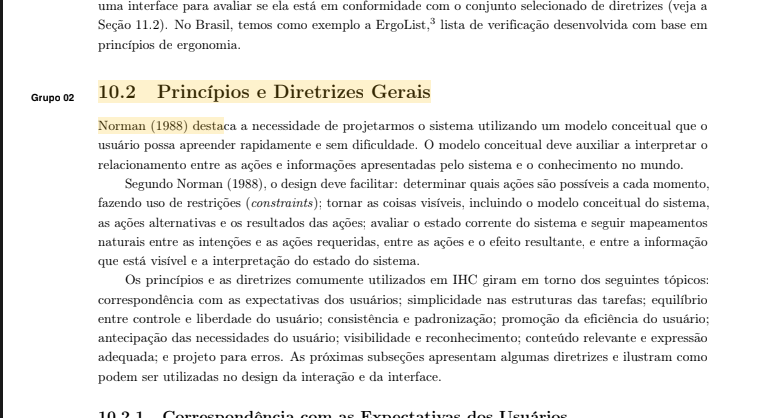 uma interface para avaliar se ela está em conformidade com o conjunto selecionado de diretrizes (veja a
Seção 11.2). No Brasil, temos como exemplo a ErgoList,³ lista de verificação desenvolvida com base em
princípios de ergonomia.
Grupo 02
10.2 Princípios e Diretrizes Gerais
Norman (1988) destaca a necessidade de projetarmos o sistema utilizando um modelo conceitual que o
usuário possa apreender rapidamente e sem dificuldade. O modelo conceitual deve auxiliar a interpretar o
relacionamento entre as ações e informações apresentadas pelo sistema e o conhecimento no mundo.
Segundo Norman (1988), o design deve facilitar: determinar quais ações são possíveis a cada momento,
fazendo uso de restrições (constraints); tornar as coisas visíveis, incluindo o modelo conceitual do sistema,
as ações alternativas e os resultados das ações; avaliar o estado corrente do sistema e seguir mapeamentos
naturais entre as intenções e as ações requeridas, entre as ações e o efeito resultante, e entre a informação
que está visível e a interpretação do estado do sistema.
Os princípios e as diretrizes comumente utilizados em IHC giram em torno dos seguintes tópicos:
correspondência com as expectativas dos usuários; simplicidade nas estruturas das tarefas; equilíbrio
entre controle e liberdade do usuário; consistência e padronização; promoção da eficiência do usuário;
antecipação das necessidades do usuário; visibilidade e reconhecimento; conteúdo relevante e expressão
adequada; e projeto para erros. As próximas subseções apresentam algumas diretrizes e ilustram como
podem ser utilizadas no design da interação e da interface.
10.2.1 Correspondência com as Expectativas dos Usuários